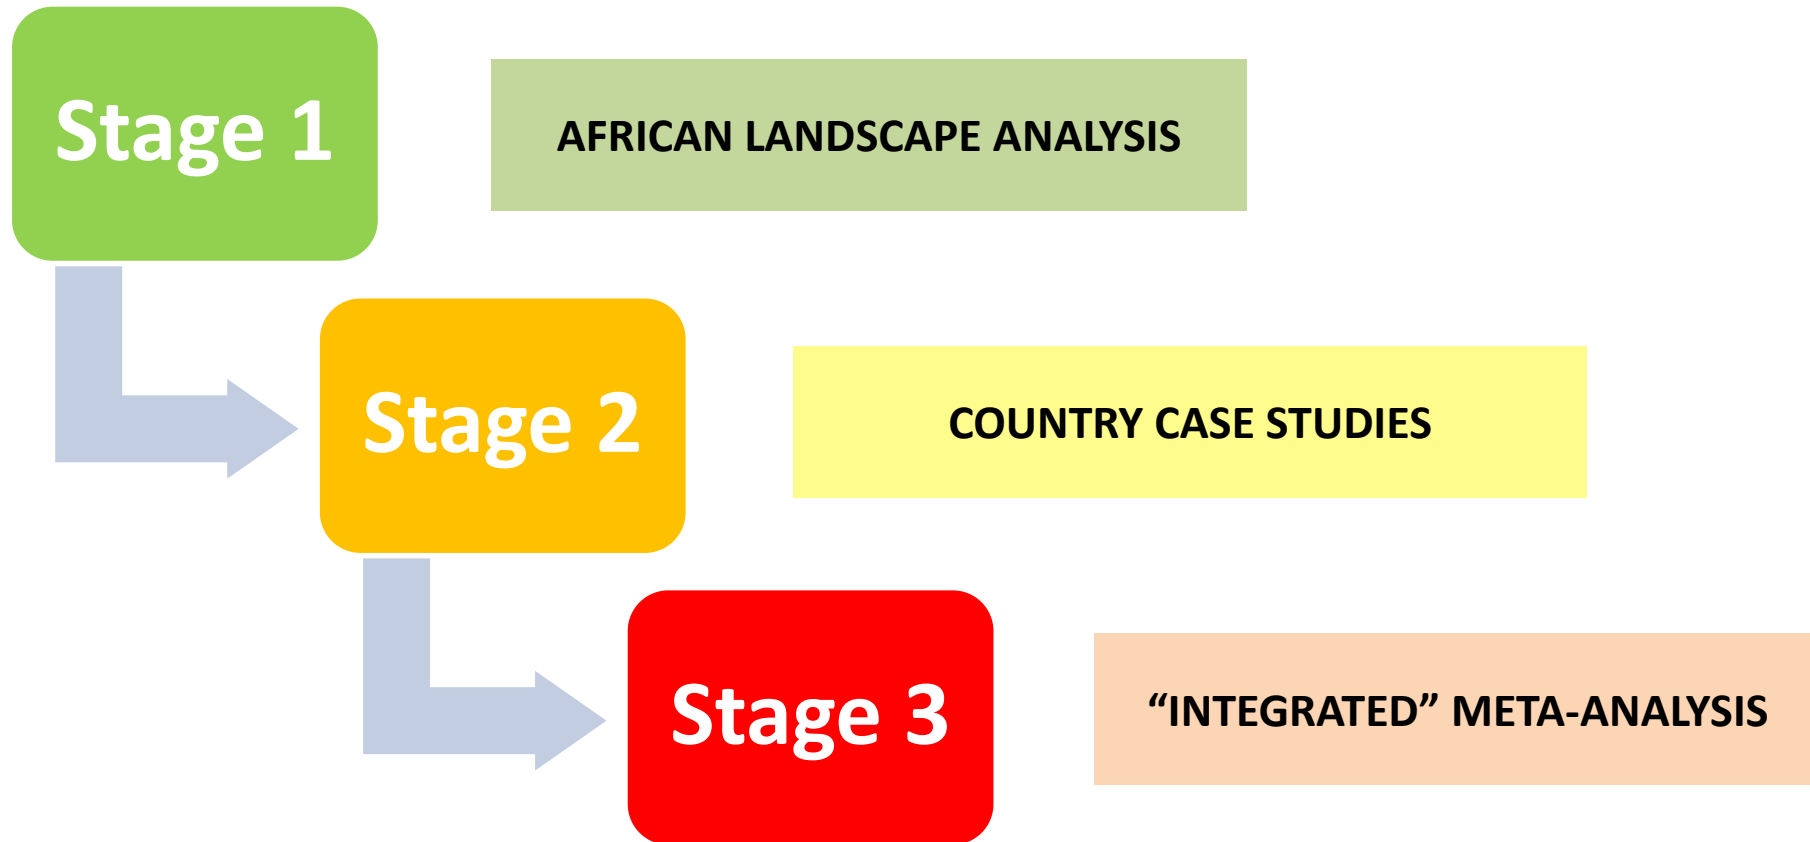 Stage 1
AFRICAN LANDSCAPE ANALYSIS
Stage 2
COUNTRY CASE STUDIES
Stage 3
“INTEGRATED” META-ANALYSIS